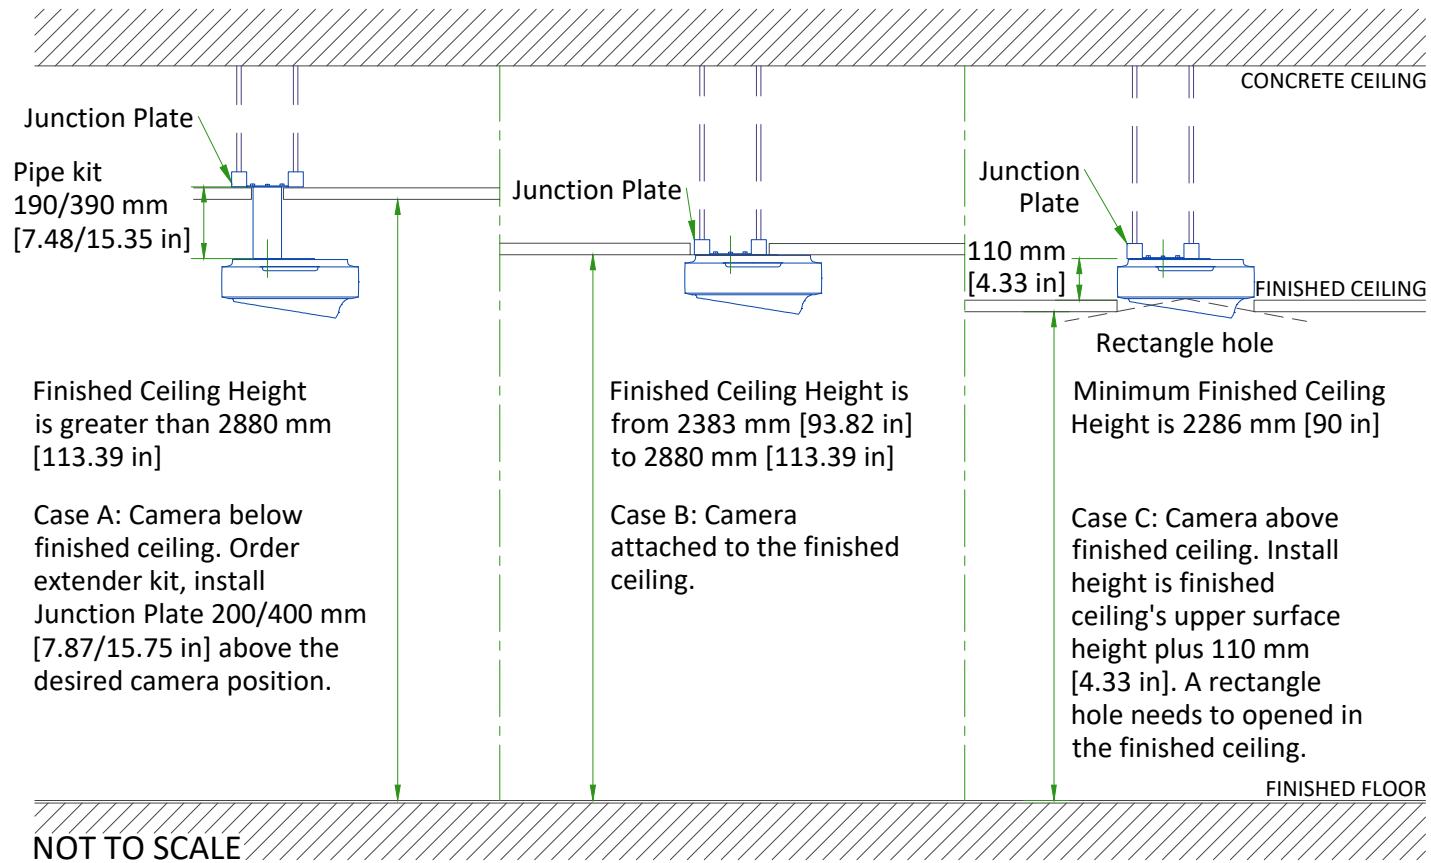 CONCRETE CEILING
Junction Plate
Pipe kit
190/390 mm
[7.48/15.35 in]
Finished Ceiling Height
is greater than 2880 mm
[113.39 in]
Case A: Camera below
finished ceiling. Order
extender kit, install
Junction Plate 200/400 mm
[7.87/15.75 in] above the
desired camera position.
Junction Plate
Finished Ceiling Height is
from 2383 mm [93.82 in]
to 2880 mm [113.39 in]
Case B: Camera
attached to the finished
ceiling.
Junction
Plate
110 mm
[4.33 in]
FINISHED CEILING
Rectangle hole
Minimum Finished Ceiling
Height is 2286 mm [90 in]
Case C: Camera above
finished ceiling. Install
height is finished
ceiling's upper surface
height plus 110 mm
[4.33 in]. A rectangle
hole needs to opened in
the finished ceiling.
FINISHED FLOOR
NOT TO SCALE